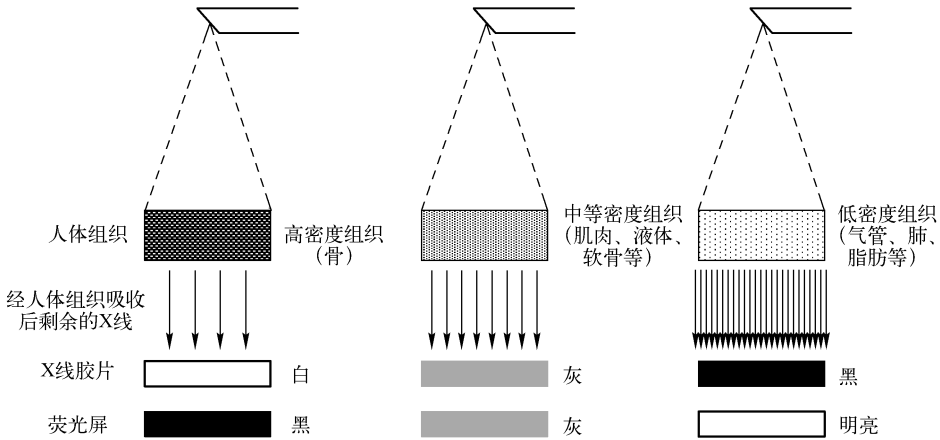 人体组织
高密度组织
（骨）
中等密度组织
（肌肉、液体、
软骨等）
低密度组织
（气管、肺、
脂肪等）
经人体组织吸收
后剩余的X线
X线胶片
白
灰
黑
荧光屏
黑
灰
明亮